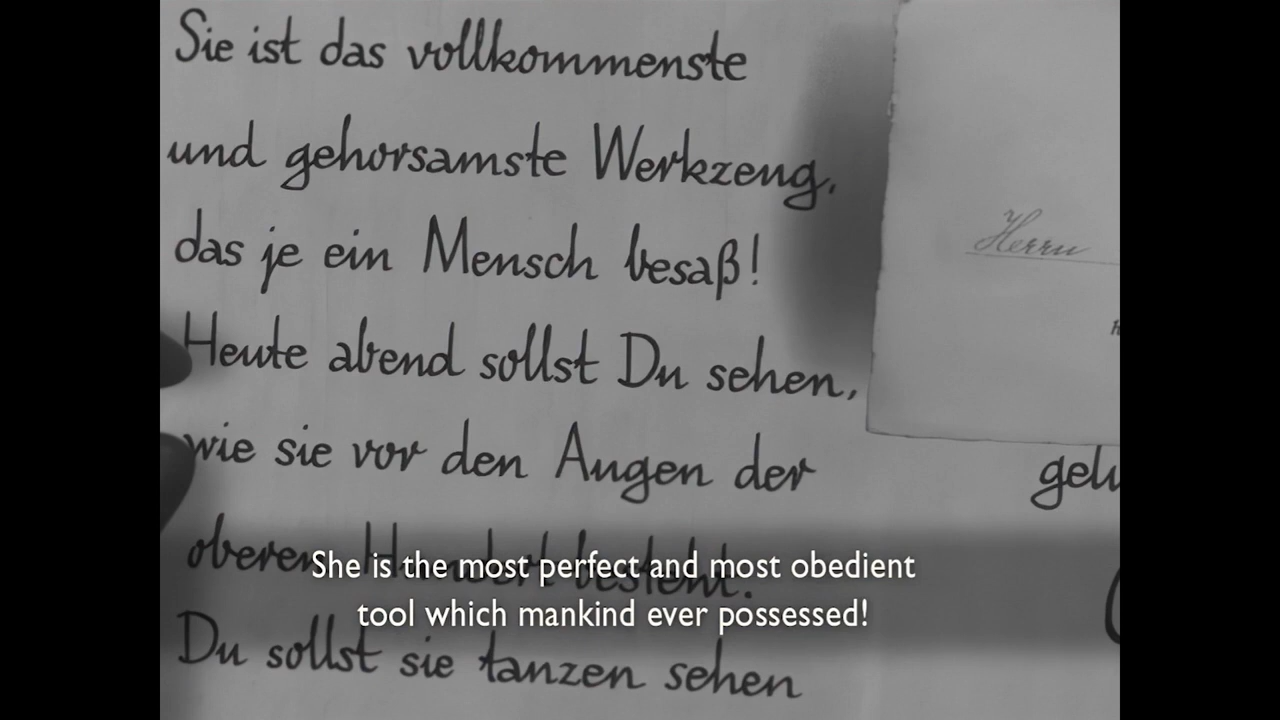 Sie ist das vollkommenste
und gehorsamste Werkzeug,
das je ein Mensch besaß!
Heute abend sollst Du sehen,
wie sie vor den Augen der
oberen Hundert besteht.
Du sollst sie tanzen sehen
Herrn
She is the most perfect and most obedient
tool which mankind ever possessed!